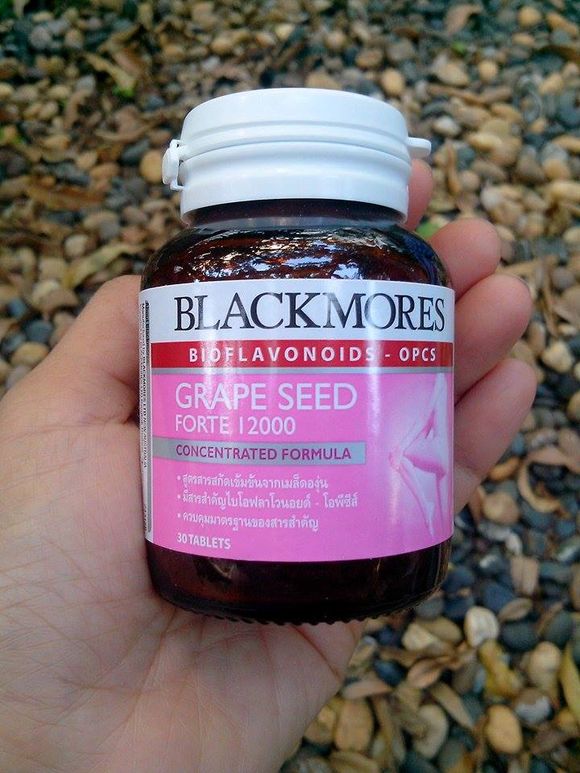 BLACKMORES
BIOFLAVONOIDS - OPCS
GRAPE SEED
FORTE 12000
CONCENTRATED FORMULA
• สูตรสารสกัดเข้มข้นจากเมล็ดองุ่น
• มีสารสำคัญไบโอฟลาโวนอยด์ - โอพีซีส์
• ควบคุมมาตรฐานของสารสำคัญ
30 TABLETS